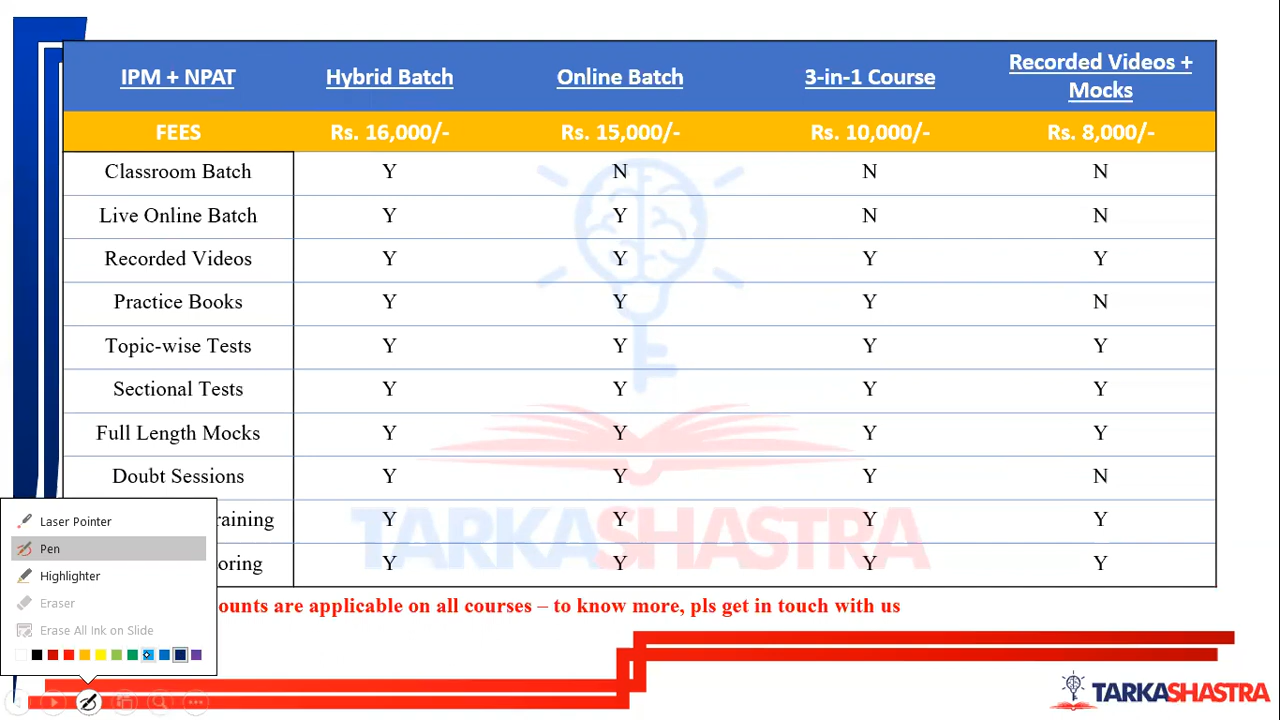 IPM + NPAT Hybrid Batch Online Batch 3-in-1 Course Recorded Videos + Mocks
FEES Rs. 16,000/- Rs. 15,000/- Rs. 10,000/- Rs. 8,000/-
Classroom Batch Y N N N
Live Online Batch Y Y N N
Recorded Videos Y Y Y Y
Practice Books Y Y Y N
Topic-wise Tests Y Y Y Y
Sectional Tests Y Y Y Y
Full Length Mocks Y Y Y Y
Doubt Sessions Y Y Y N
raining Y Y Y Y
oring Y Y Y Y
ounts are applicable on all courses – to know more, pls get in touch with us
TARKASHASTRA
Laser Pointer
Pen
Highlighter
Eraser
Erase All Ink on Slide
TARKASHASTRA